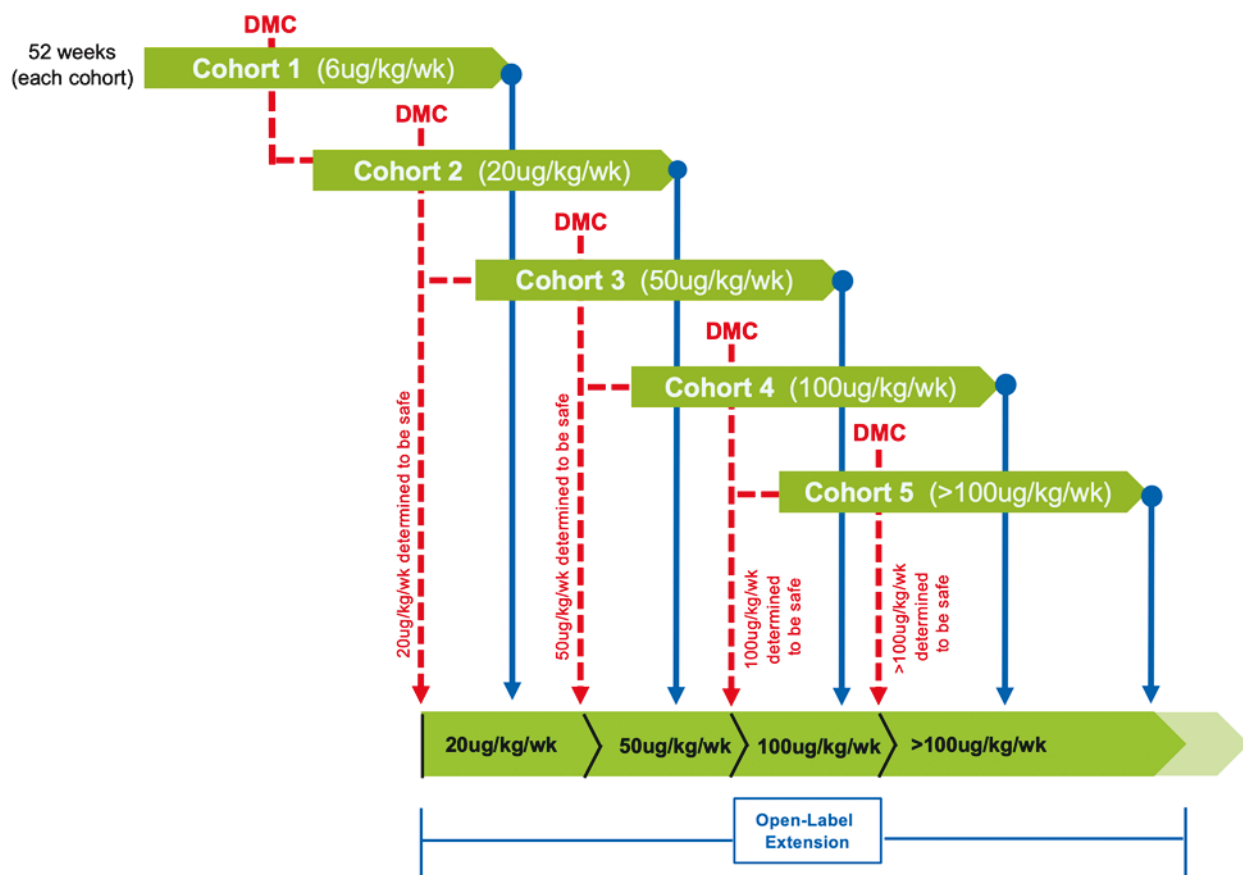 DMC
52 weeks
(each cohort)
Cohort 1 (6ug/kg/wk)
DMC
Cohort 2 (20ug/kg/wk)
DMC
Cohort 3 (50ug/kg/wk)
DMC
Cohort 4 (100ug/kg/wk)
DMC
Cohort 5 (>100ug/kg/wk)
20ug/kg/wk determined to be safe
50ug/kg/wk determined to be safe
100ug/kg/wk
determined
to be safe
>100ug/kg/wk
determined
to be safe
20ug/kg/wk
50ug/kg/wk
100ug/kg/wk
>100ug/kg/wk
Open-Label
Extension